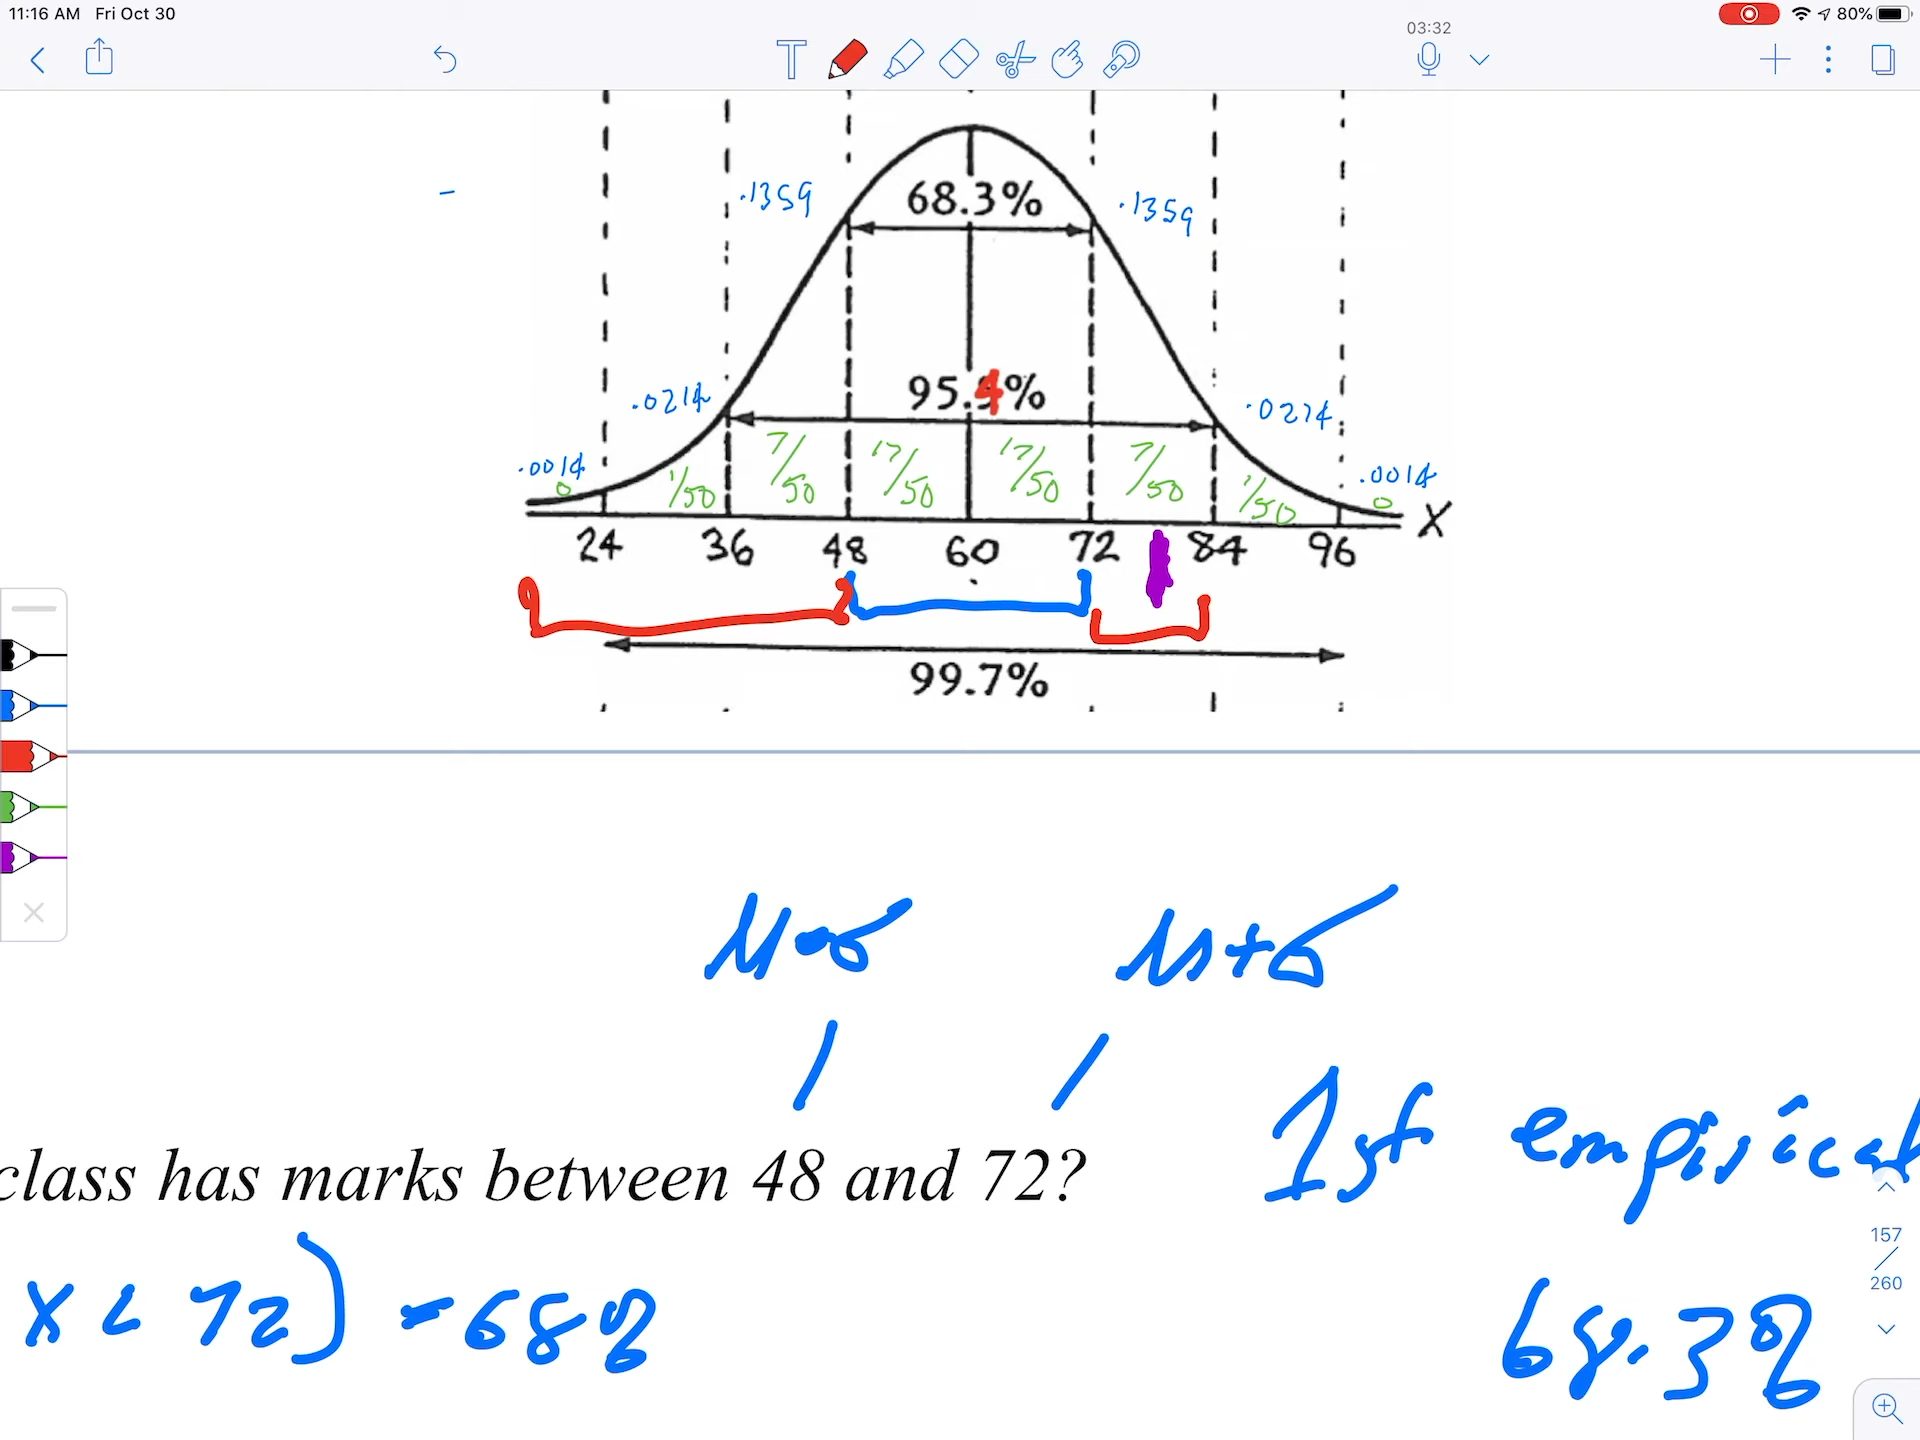 11:16 AM Fri Oct 30
80%
03:32
T
.1359 68.3% .1359
95.4%
.0214 .0214
.0014 .0014
0 1/50 7/50 17/50 17/50 7/50 1/50 0
X
24 36 48 60 72 84 96
99.7%
μ-σ μ+σ
1st empirical
class has marks between 48 and 72?
157
260
x < 72) = 68%
68.3%